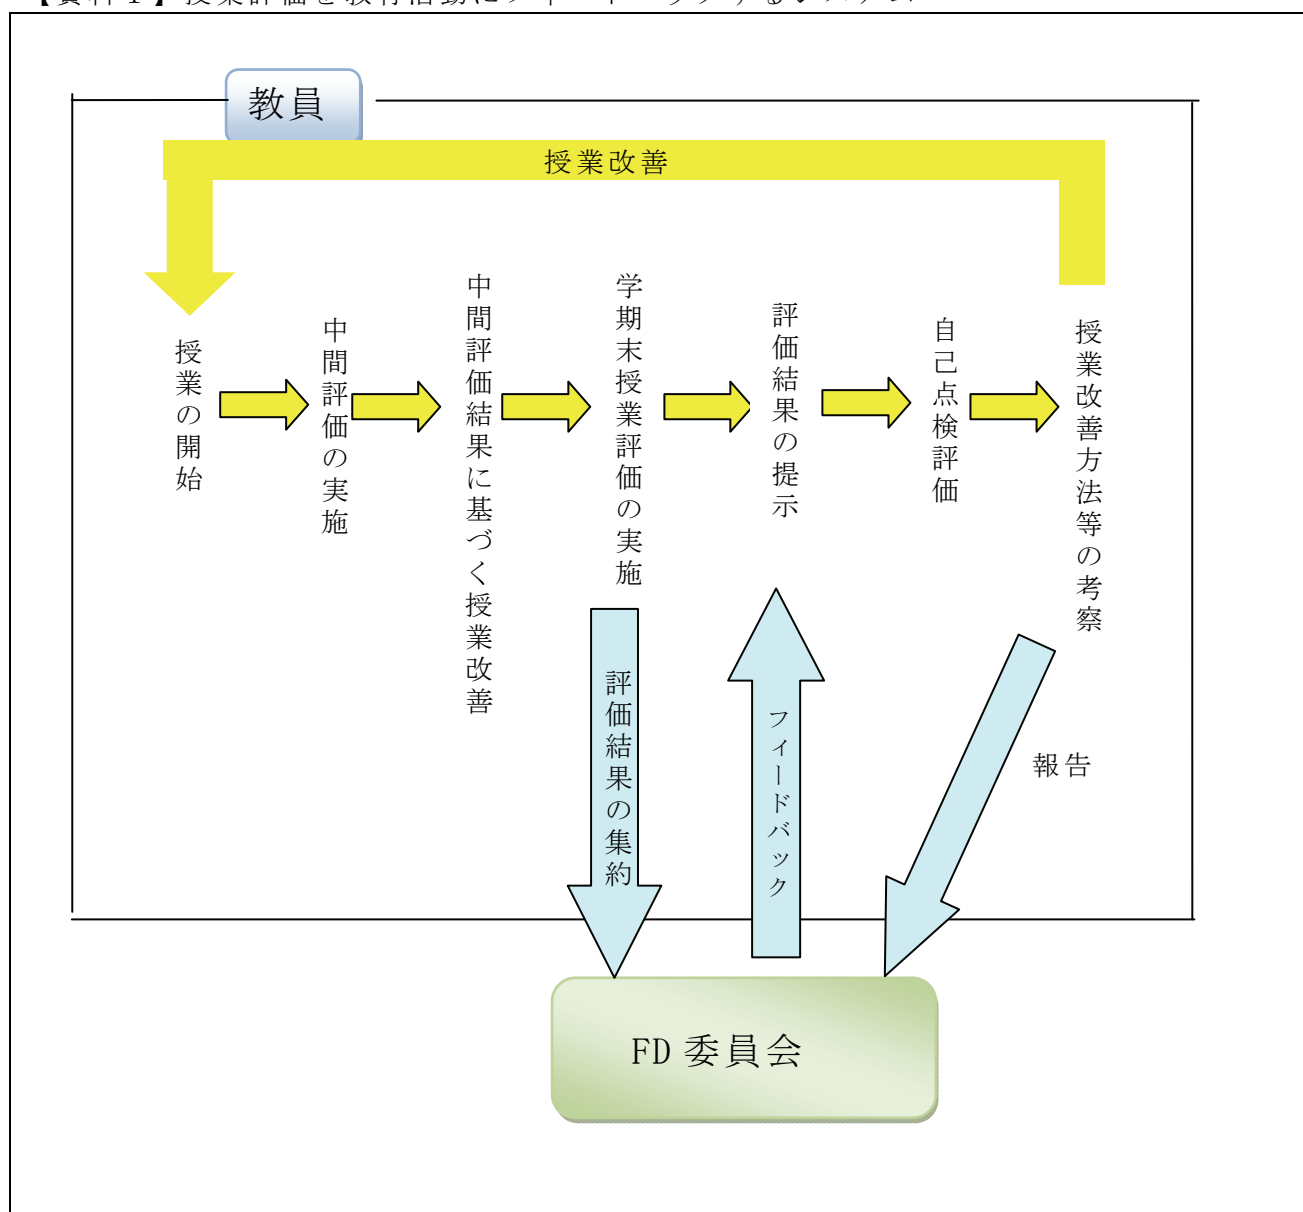 教員
授業改善
授業の開始
中間評価の実施
中間評価結果に基づく授業改善
学期末授業評価の実施
評価結果の提示
自己点検評価
授業改善方法等の考察
評価結果の集約
フィードバック
報告
FD 委員会